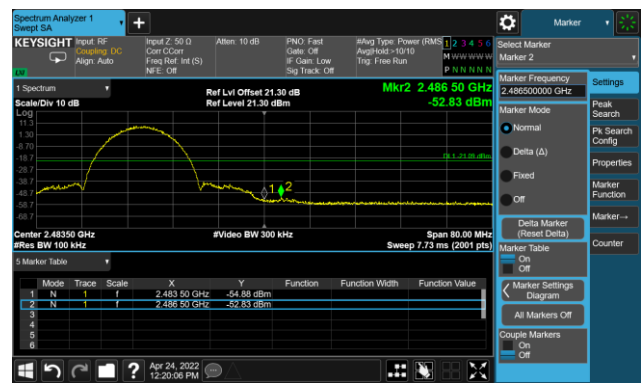 Spectrum Analyzer 1
Swept SA
Marker
KEYSIGHT
Input: RF
Coupling: DC
Align: Auto
Input Z: 50 Ω
Corr CCorr
Freq Ref: Int (S)
NFE: Off
Atten: 10 dB
PNO: Fast
Gate: Off
IF Gain: Low
Sig Track: Off
#Avg Type: Power (RMS
Avg|Hold:>10/10
Trig: Free Run
1 2 3 4 5 6
M W W W W W
P N N N N N
LU
Select Marker
Marker 2
1 Spectrum
Scale/Div 10 dB
Log
Ref Lvl Offset 21.30 dB
Ref Level 21.30 dBm
Mkr2 2.486 50 GHz
-52.83 dBm
11.3
1.30
-8.70
-18.7
-28.7
-38.7
-48.7
-58.7
-68.7
1
2
Center 2.48350 GHz
#Res BW 100 kHz
#Video BW 300 kHz
Span 80.00 MHz
Sweep 7.73 ms (2001 pts)
5 Marker Table
Mode Trace Scale X Y Function Function Width Function Value
1 N 1 f 2.483 50 GHz -54.88 dBm
2 N 1 f 2.486 50 GHz -52.83 dBm
3
4
5
6
Marker Frequency
2.486500000 GHz
Marker Mode
Normal
Delta (Δ)
Fixed
Off
Delta Marker
(Reset Delta)
Marker Table
On
Off
Marker Settings
Diagram
All Markers Off
Couple Markers
On
Off
Settings
Peak
Search
Pk Search
Config
Properties
Marker
Function
Marker→
Counter
?
Apr 24, 2022
12:20:06 PM